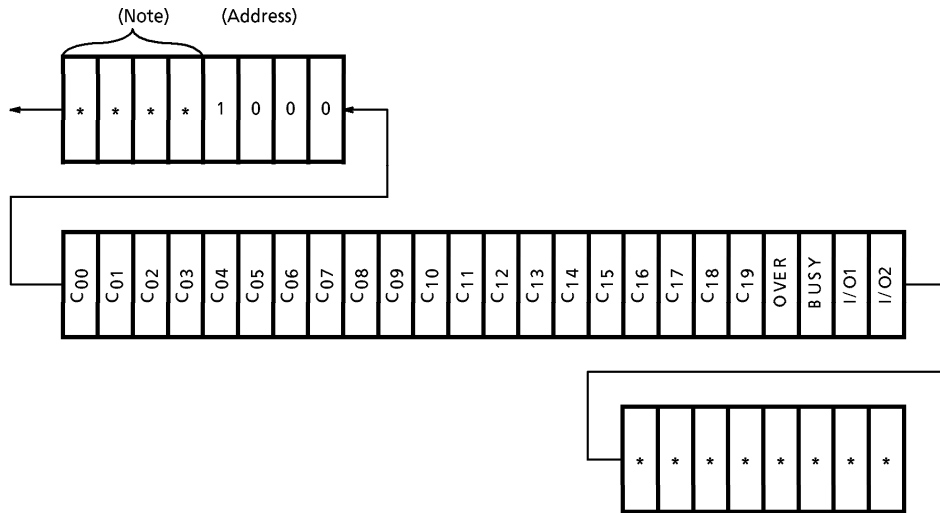 (Note) (Address)
* * * * 1 0 0 0
C00 C01 C02 C03 C04 C05 C06 C07 C08 C09 C10 C11 C12 C13 C14 C15 C16 C17 C18 C19 OVER BUSY I/O1 I/O2
* * * * * * * *